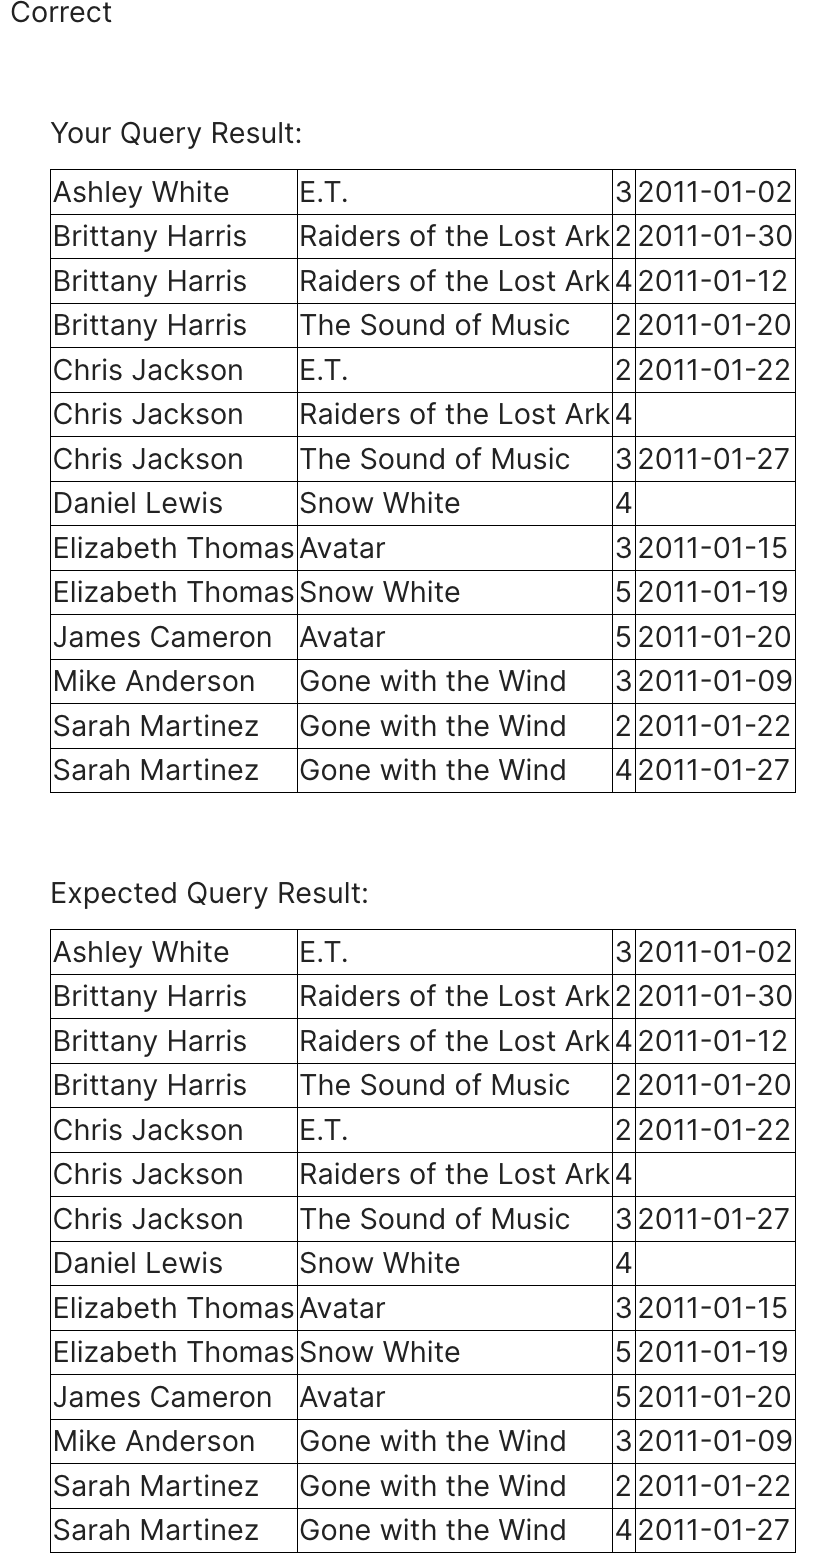 Correct
Your Query Result:
Ashley White E.T. 3 2011-01-02
Brittany Harris Raiders of the Lost Ark 2 2011-01-30
Brittany Harris Raiders of the Lost Ark 4 2011-01-12
Brittany Harris The Sound of Music 2 2011-01-20
Chris Jackson E.T. 2 2011-01-22
Chris Jackson Raiders of the Lost Ark 4
Chris Jackson The Sound of Music 3 2011-01-27
Daniel Lewis Snow White 4
Elizabeth Thomas Avatar 3 2011-01-15
Elizabeth Thomas Snow White 5 2011-01-19
James Cameron Avatar 5 2011-01-20
Mike Anderson Gone with the Wind 3 2011-01-09
Sarah Martinez Gone with the Wind 2 2011-01-22
Sarah Martinez Gone with the Wind 4 2011-01-27
Expected Query Result:
Ashley White E.T. 3 2011-01-02
Brittany Harris Raiders of the Lost Ark 2 2011-01-30
Brittany Harris Raiders of the Lost Ark 4 2011-01-12
Brittany Harris The Sound of Music 2 2011-01-20
Chris Jackson E.T. 2 2011-01-22
Chris Jackson Raiders of the Lost Ark 4
Chris Jackson The Sound of Music 3 2011-01-27
Daniel Lewis Snow White 4
Elizabeth Thomas Avatar 3 2011-01-15
Elizabeth Thomas Snow White 5 2011-01-19
James Cameron Avatar 5 2011-01-20
Mike Anderson Gone with the Wind 3 2011-01-09
Sarah Martinez Gone with the Wind 2 2011-01-22
Sarah Martinez Gone with the Wind 4 2011-01-27